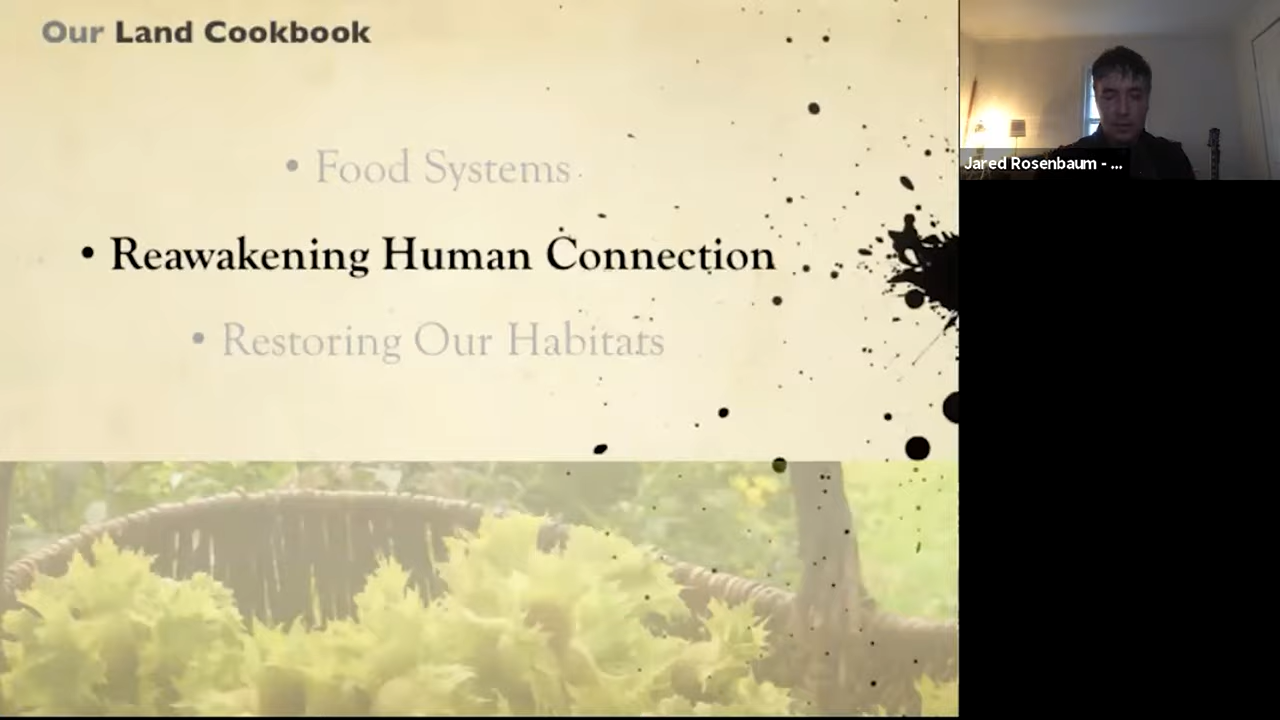 Our Land Cookbook
• Food Systems
• Reawakening Human Connection
• Restoring Our Habitats
Jared Rosenbaum - ...